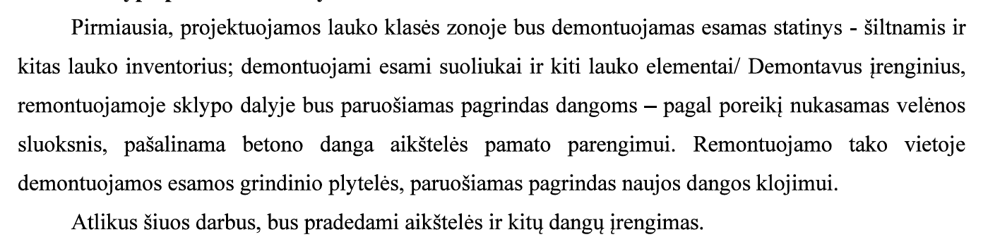 Pirmiausia, projektuojamos lauko klasės zonoje bus demontuojamas esamas statinys - šiltnamis ir
kitas lauko inventorius; demontuojami esami suoliukai ir kiti lauko elementai/ Demontavus įrenginius,
remontuojamoje sklypo dalyje bus paruošiamas pagrindas dangoms – pagal poreikį nukasamas velėnos
sluoksnis, pašalinama betono danga aikštelės pamato parengimui. Remontuojamo tako vietoje
demontuojamos esamos grindinio plytelės, paruošiamas pagrindas naujos dangos klojimui.
Atlikus šiuos darbus, bus pradedami aikštelės ir kitų dangų įrengimas.